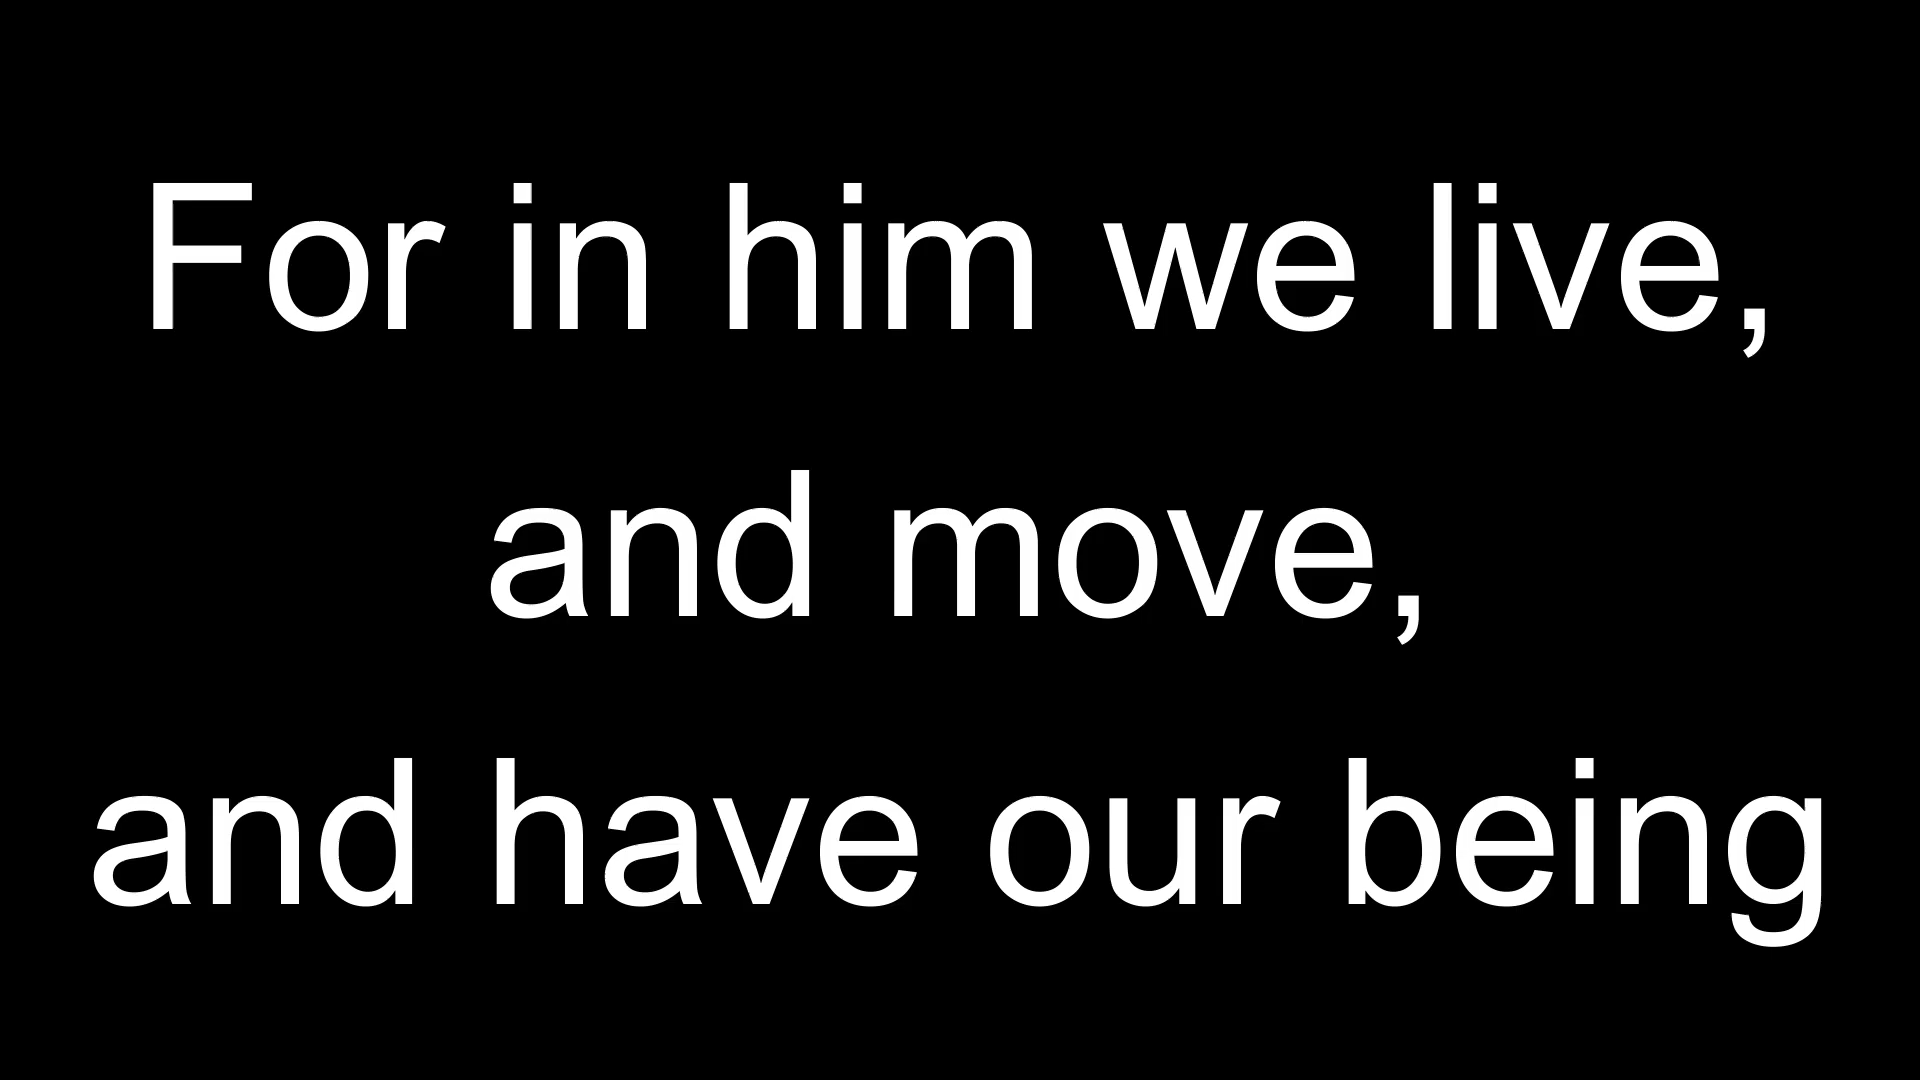 For in him we live,
and move,
and have our being